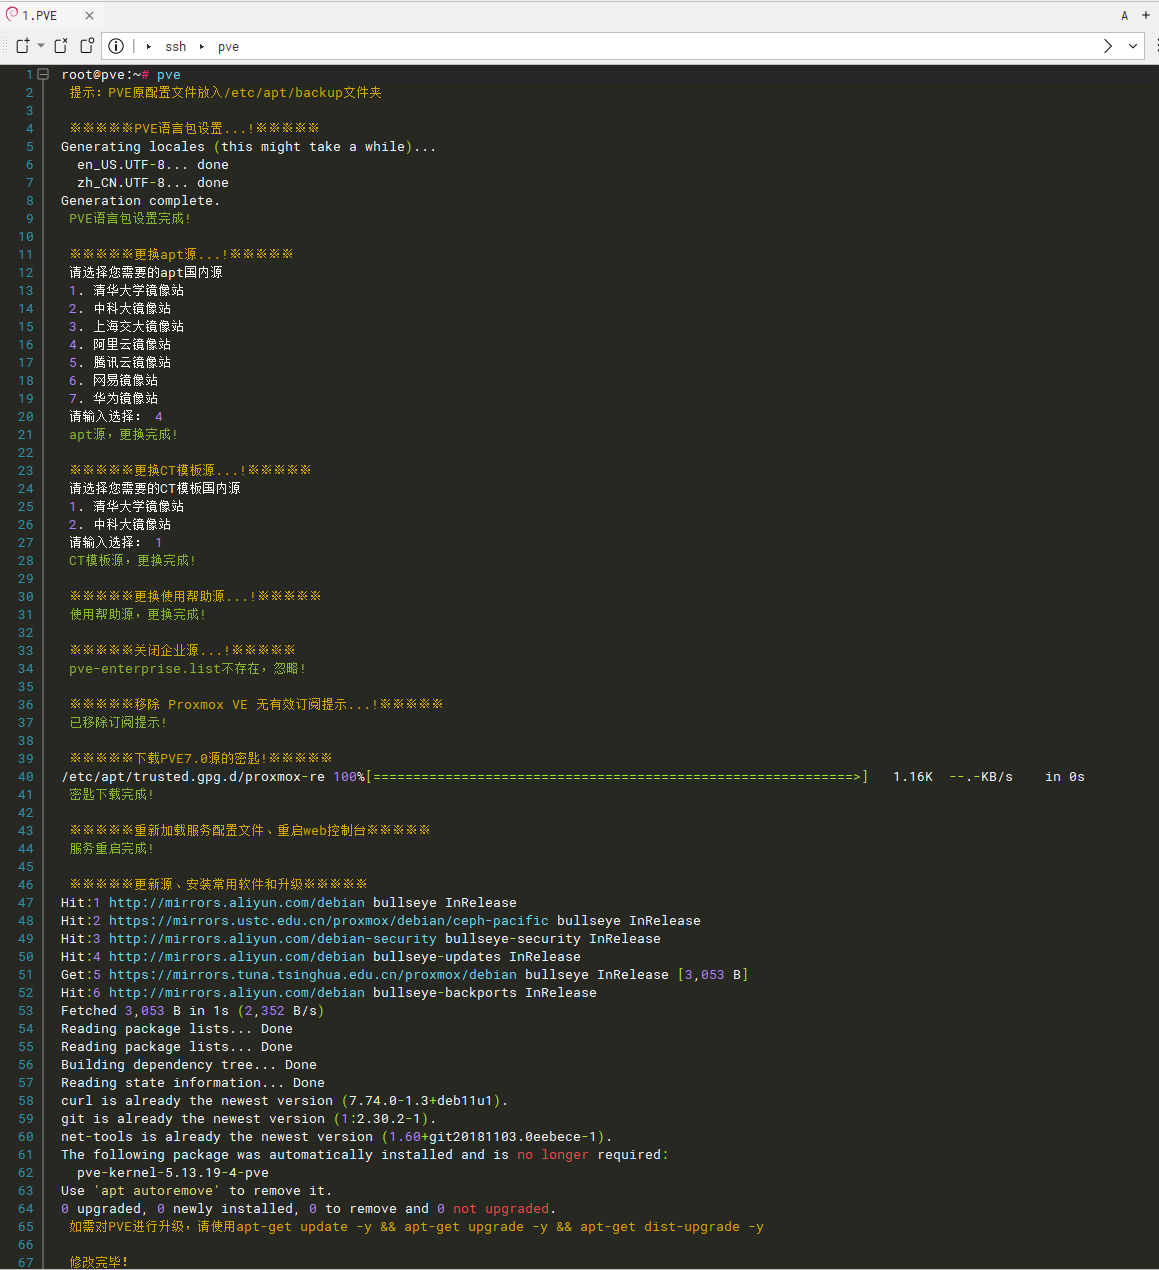 1.PVE
A
ssh pve
1 root@pve:~# pve
2 提示：PVE原配置文件放入/etc/apt/backup文件夹
3
4 ※※※※※PVE语言包设置...!※※※※※
5 Generating locales (this might take a while)...
6 en_US.UTF-8... done
7 zh_CN.UTF-8... done
8 Generation complete.
9 PVE语言包设置完成!
10
11 ※※※※※更换apt源...!※※※※※
12 请选择您需要的apt国内源
13 1. 清华大学镜像站
14 2. 中科大镜像站
15 3. 上海交大镜像站
16 4. 阿里云镜像站
17 5. 腾讯云镜像站
18 6. 网易镜像站
19 7. 华为镜像站
20 请输入选择： 4
21 apt源，更换完成!
22
23 ※※※※※更换CT模板源...!※※※※※
24 请选择您需要的CT模板国内源
25 1. 清华大学镜像站
26 2. 中科大镜像站
27 请输入选择： 1
28 CT模板源，更换完成!
29
30 ※※※※※更换使用帮助源...!※※※※※
31 使用帮助源，更换完成!
32
33 ※※※※※关闭企业源...!※※※※※
34 pve-enterprise.list不存在，忽略!
35
36 ※※※※※移除 Proxmox VE 无有效订阅提示...!※※※※※
37 已移除订阅提示!
38
39 ※※※※※下载PVE7.0源的密匙!※※※※※
40 /etc/apt/trusted.gpg.d/proxmox-re 100%[============================================================>] 1.16K --.-KB/s in 0s
41 密匙下载完成!
42
43 ※※※※※重新加载服务配置文件、重启web控制台※※※※※
44 服务重启完成!
45
46 ※※※※※更新源、安装常用软件和升级※※※※※
47 Hit:1 http://mirrors.aliyun.com/debian bullseye InRelease
48 Hit:2 https://mirrors.ustc.edu.cn/proxmox/debian/ceph-pacific bullseye InRelease
49 Hit:3 http://mirrors.aliyun.com/debian-security bullseye-security InRelease
50 Hit:4 http://mirrors.aliyun.com/debian bullseye-updates InRelease
51 Get:5 https://mirrors.tuna.tsinghua.edu.cn/proxmox/debian bullseye InRelease [3,053 B]
52 Hit:6 http://mirrors.aliyun.com/debian bullseye-backports InRelease
53 Fetched 3,053 B in 1s (2,352 B/s)
54 Reading package lists... Done
55 Reading package lists... Done
56 Building dependency tree... Done
57 Reading state information... Done
58 curl is already the newest version (7.74.0-1.3+deb11u1).
59 git is already the newest version (1:2.30.2-1).
60 net-tools is already the newest version (1.60+git20181103.0eebece-1).
61 The following package was automatically installed and is no longer required:
62 pve-kernel-5.13.19-4-pve
63 Use 'apt autoremove' to remove it.
64 0 upgraded, 0 newly installed, 0 to remove and 0 not upgraded.
65 如需对PVE进行升级，请使用apt-get update -y && apt-get upgrade -y && apt-get dist-upgrade -y
66
67 修改完毕!